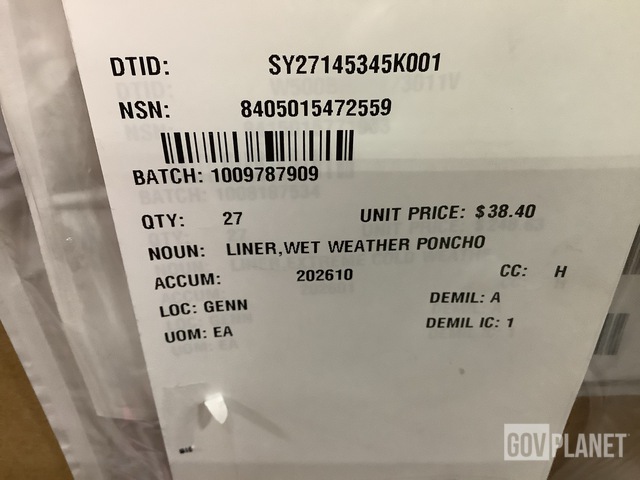 DTID: SY27145345K001
NSN: 8405015472559
BATCH: 1009787909
QTY: 27 UNIT PRICE: $38.40
NOUN: LINER,WET WEATHER PONCHO
ACCUM: 202610 CC: H
LOC: GENN DEMIL: A
UOM: EA DEMIL IC: 1
GOVPLANET